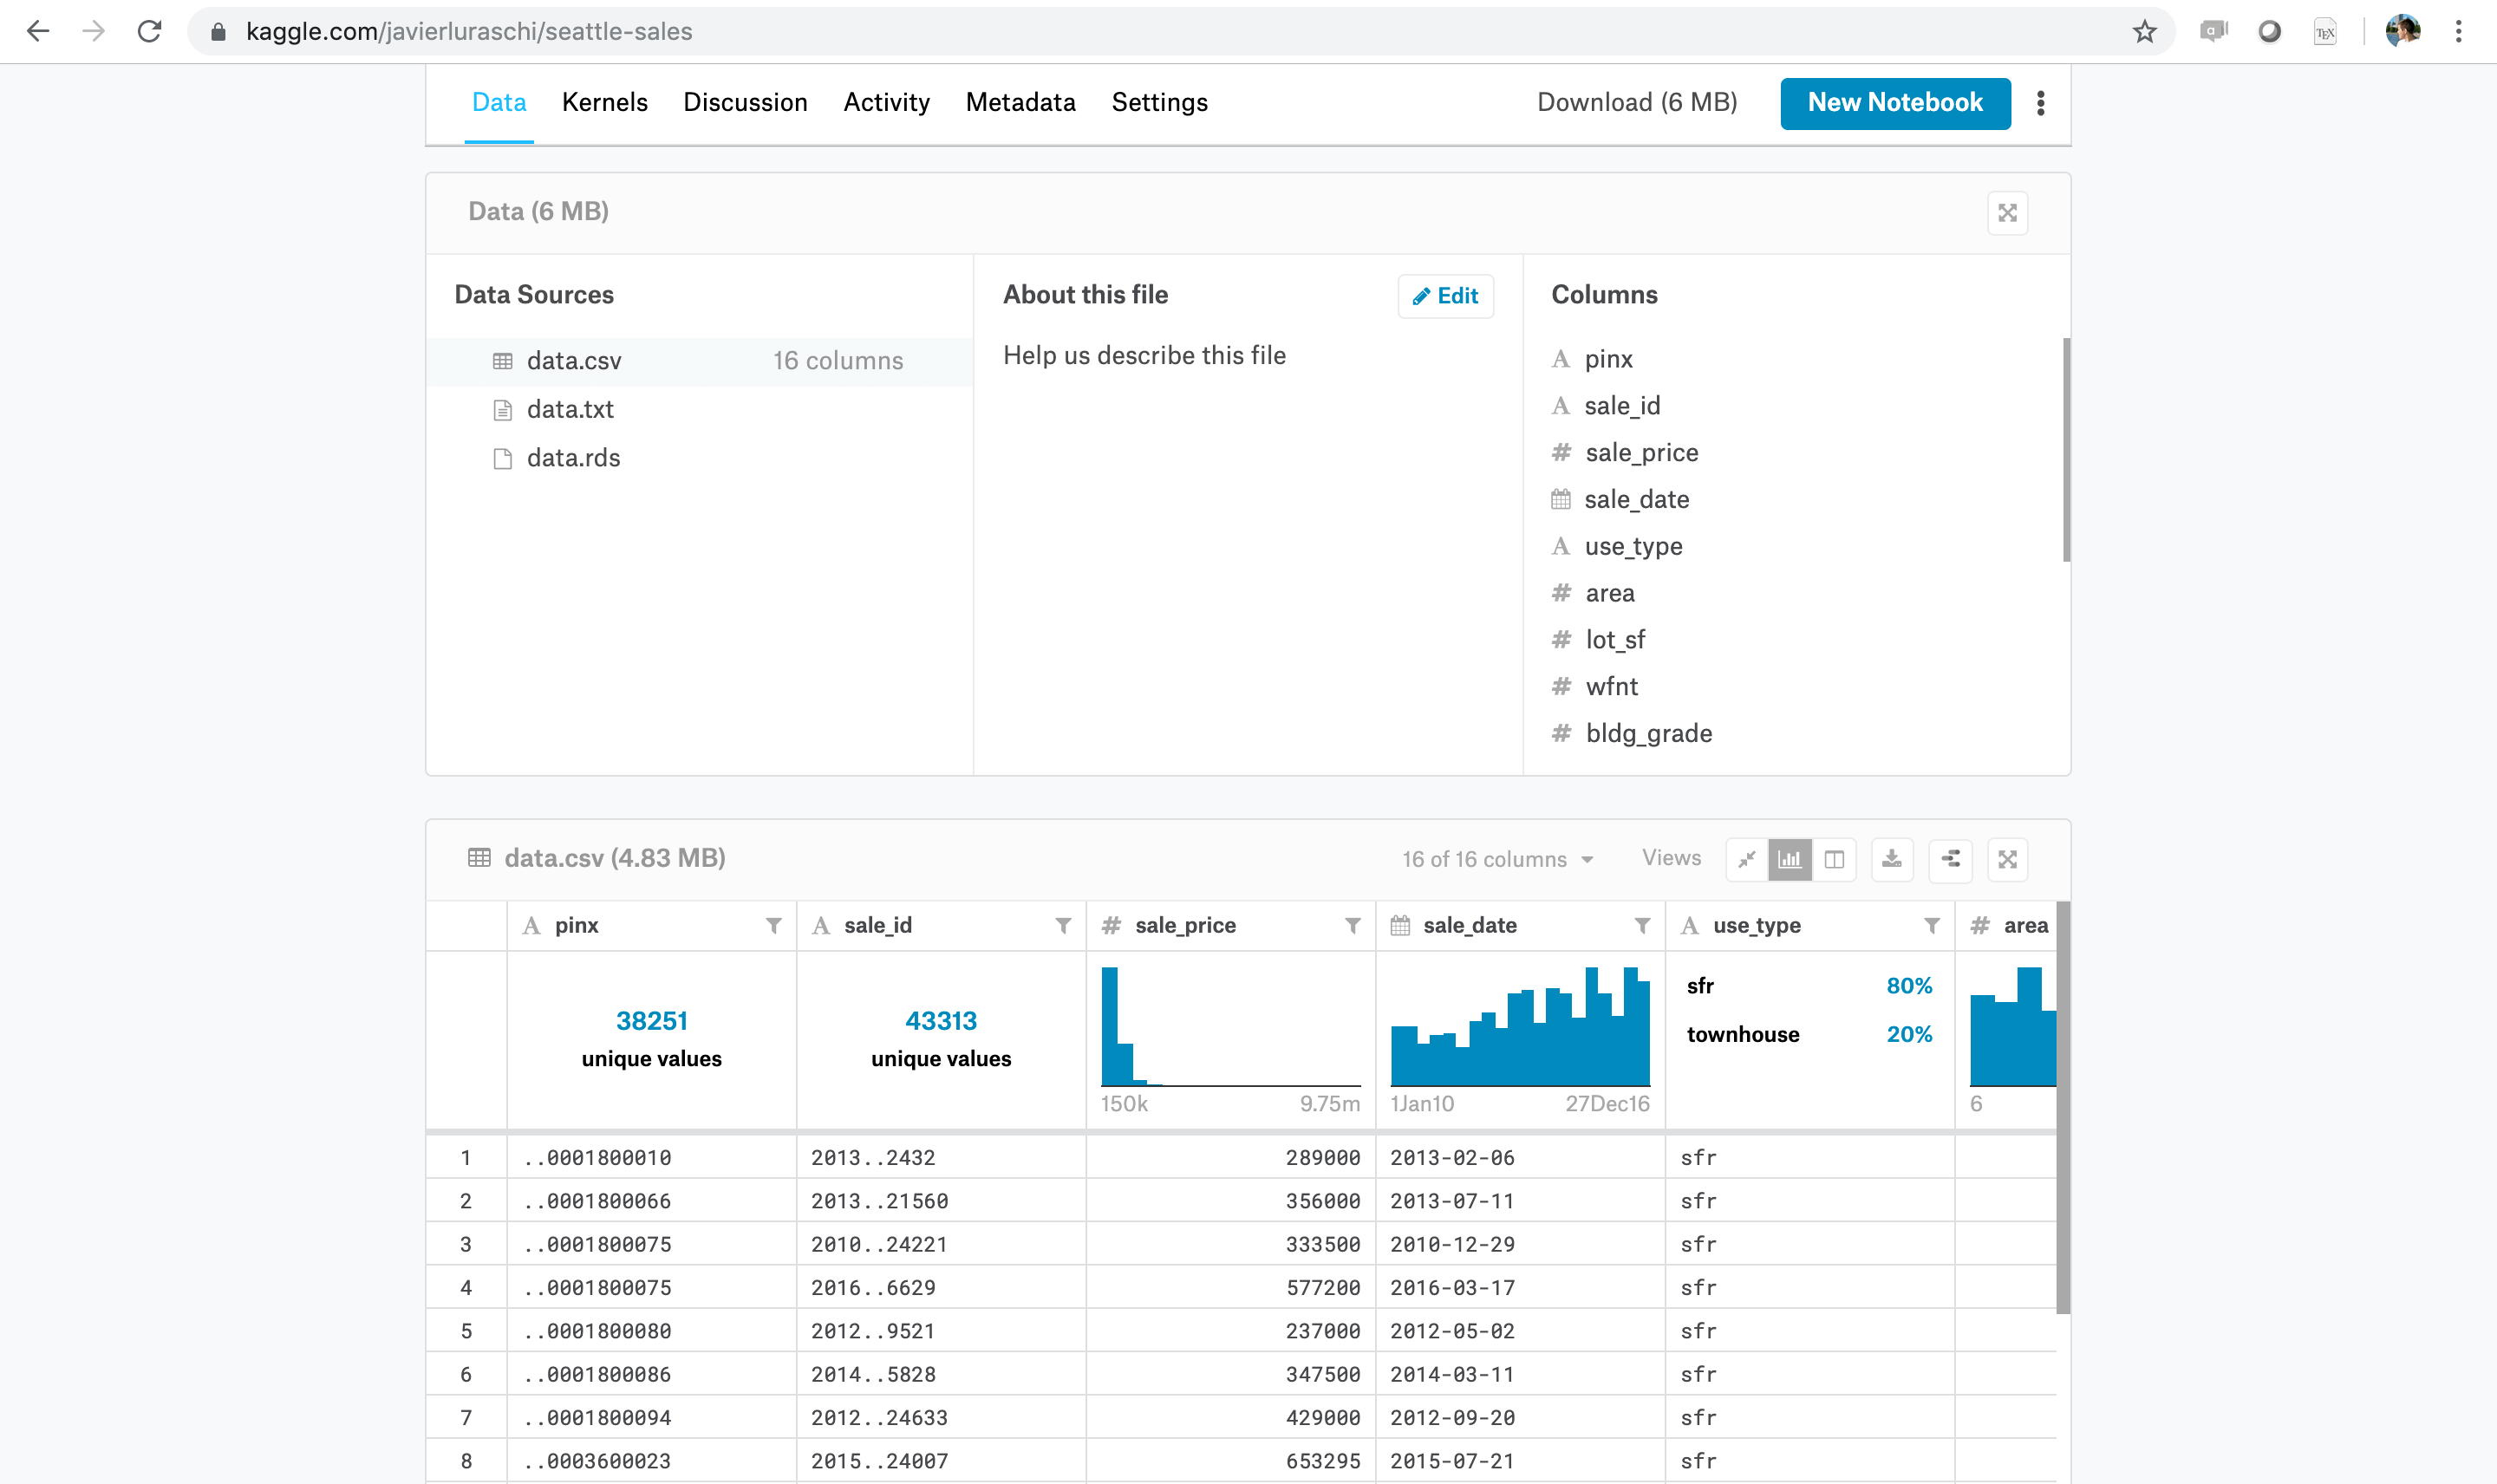 kaggle.com/javierluraschi/seattle-sales
Data Kernels Discussion Activity Metadata Settings Download (6 MB) New Notebook
Data (6 MB)
Data Sources
data.csv 16 columns
data.txt
data.rds
About this file Edit
Help us describe this file
Columns
A pinx
A sale_id
# sale_price
sale_date
A use_type
# area
# lot_sf
# wfnt
# bldg_grade
data.csv (4.83 MB) 16 of 16 columns Views
A pinx A sale_id # sale_price sale_date A use_type # area
38251
unique values
43313
unique values
150k 9.75m
1Jan10 27Dec16
sfr 80%
townhouse 20%
6
1 ..0001800010 2013..2432 289000 2013-02-06 sfr
2 ..0001800066 2013..21560 356000 2013-07-11 sfr
3 ..0001800075 2010..24221 333500 2010-12-29 sfr
4 ..0001800075 2016..6629 577200 2016-03-17 sfr
5 ..0001800080 2012..9521 237000 2012-05-02 sfr
6 ..0001800086 2014..5828 347500 2014-03-11 sfr
7 ..0001800094 2012..24633 429000 2012-09-20 sfr
8 ..0003600023 2015..24007 653295 2015-07-21 sfr
a
TEX